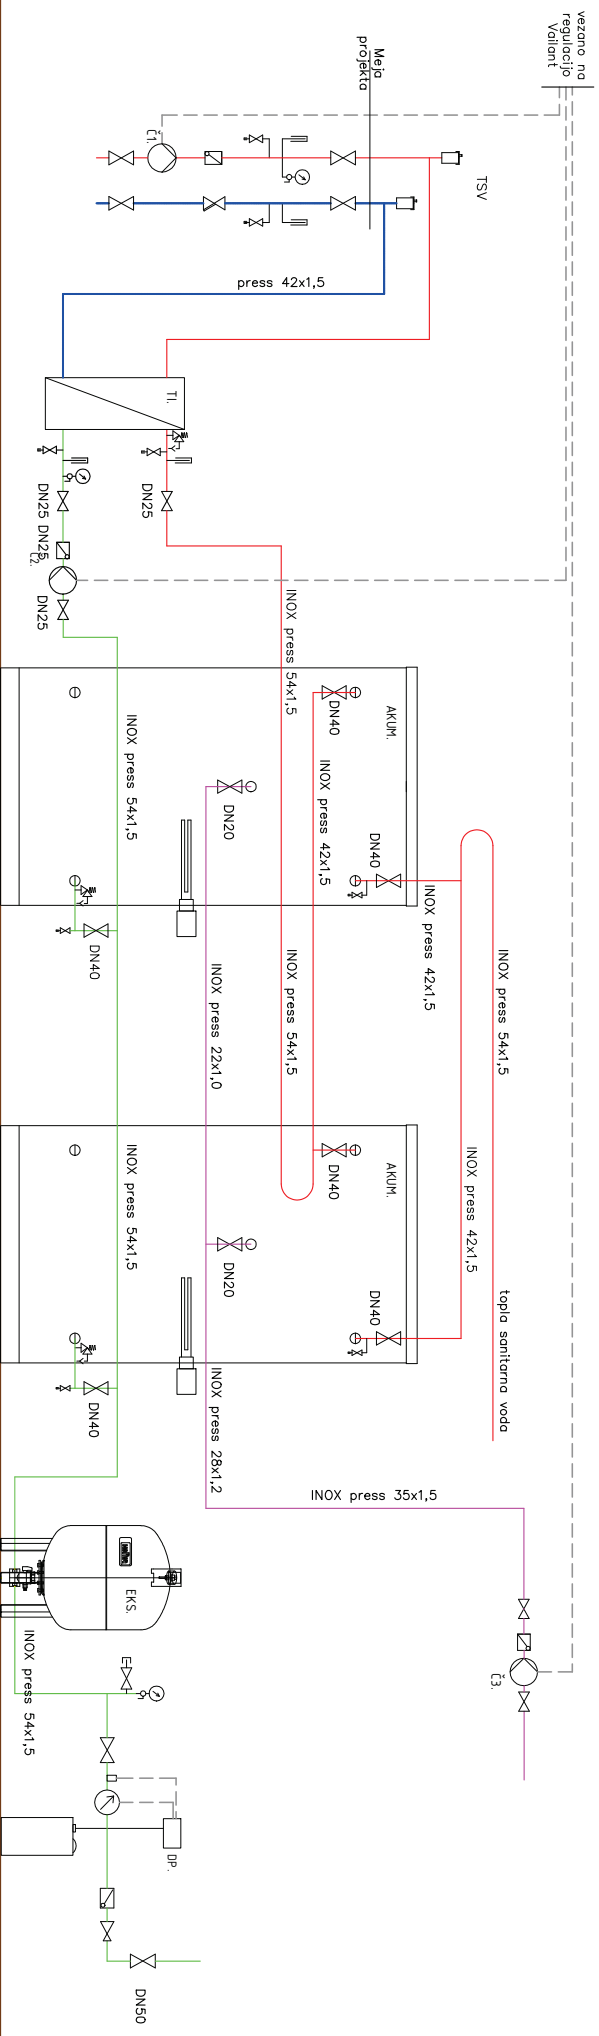 vezano na
regulacijo
Vailant
Meja
projekta
Č1.
TSV
press 42x1,5
TI.
DN25
DN25
DN25
Č2.
DN25
INOX press 54x1,5
INOX press 54x1,5
AKUM.
DN40
INOX press 42x1,5
DN20
DN40
INOX press 42x1,5
DN40
INOX press 54x1,5
INOX press 54x1,5
INOX press 22x1,0
INOX press 54x1,5
INOX press 42x1,5
AKUM.
DN40
DN20
DN40
DN40
topla sanitarna voda
INOX press 28x1,2
INOX press 35x1,5
EKS.
INOX press 54x1,5
Č3.
DP.
DN50